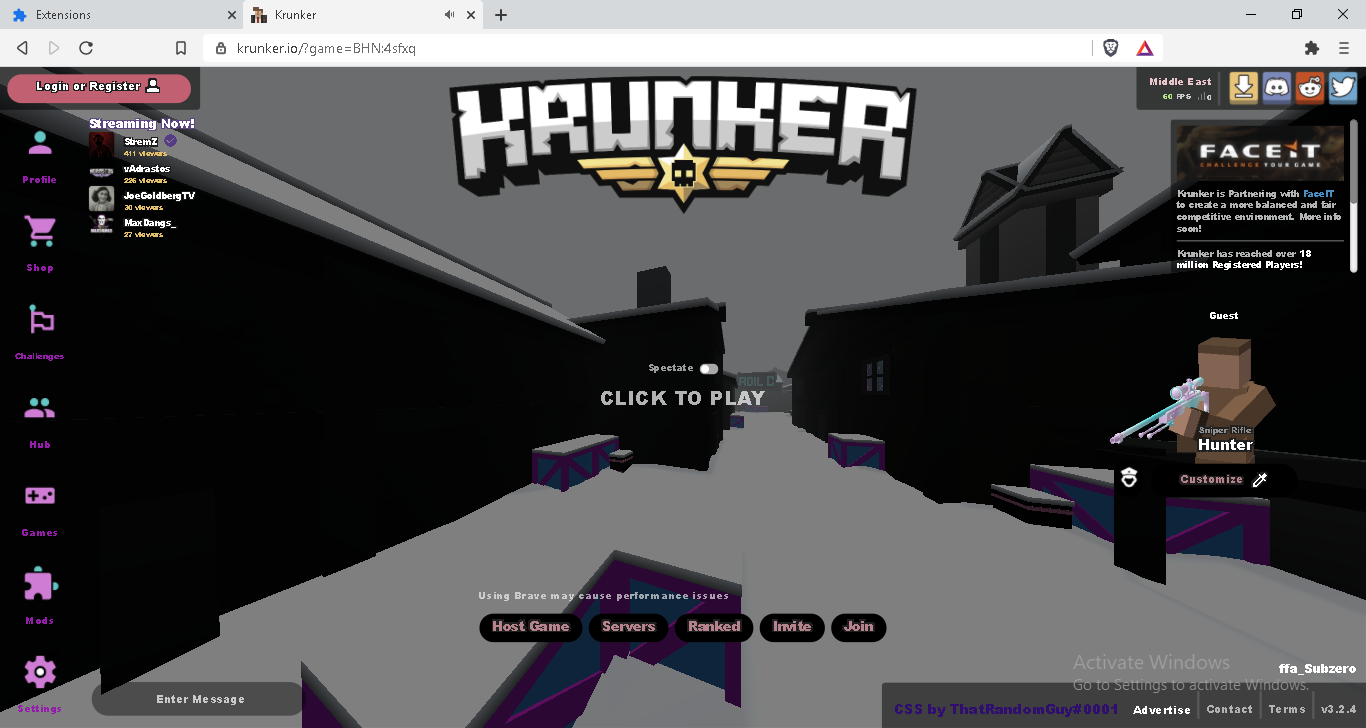 Extensions
Krunker
krunker.io/?game=BHN:4sfxq
Login or Register
KRUNKER
Middle East
60 FPS
Streaming Now!
StremZ
411 viewers
vAdrastos
226 viewers
JoeGoldbergTV
30 viewers
MaxDangs_
27 viewers
Profile
Shop
Challenges
Hub
Games
Mods
Settings
FACEIT
CHALLENGE YOUR GAME
Krunker is Partnering with FaceIT
to create a more balanced and fair
competitive environment. More info
soon!
Krunker has reached over 18
million Registered Players!
Guest
Spectate
CLICK TO PLAY
Sniper Rifle
Hunter
Customize
Using Brave may cause performance issues
Host Game
Servers
Ranked
Invite
Join
Enter Message
Activate Windows
Go to Settings to activate Windows.
ffa_Subzero
CSS by ThatRandomGuy#0001
Advertise
Contact
Terms
v3.2.4